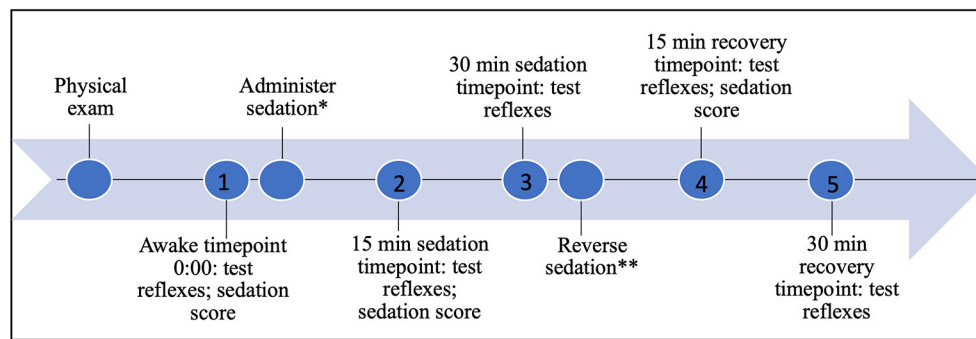 Physical
exam
1
Awake timepoint
0:00: test
reflexes; sedation
score
Administer
sedation*
2
15 min sedation
timepoint: test
reflexes;
sedation score
30 min sedation
timepoint: test
reflexes
3
Reverse
sedation**
15 min recovery
timepoint: test
reflexes; sedation
score
4
5
30 min
recovery
timepoint: test
reflexes